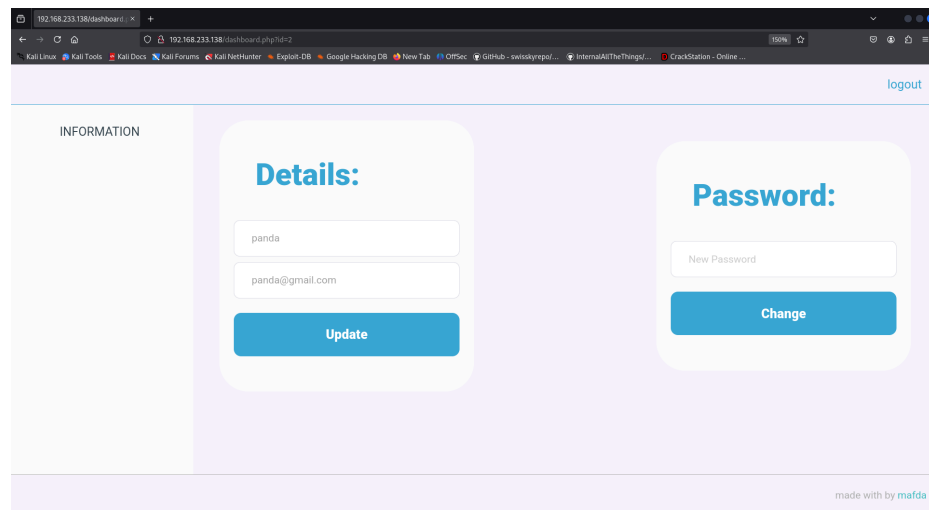 192.168.233.138/dashboard.p
192.168.233.138/dashboard.php?id=2
150%
Kali Linux Kali Tools Kali Docs Kali Forums Kali NetHunter Exploit-DB Google Hacking DB New Tab OffSec GitHub - swisskyrepo/... InternalAllTheThings/... CrackStation - Online ...
logout
INFORMATION
Details:
panda
panda@gmail.com
Update
Password:
New Password
Change
made with by mafda